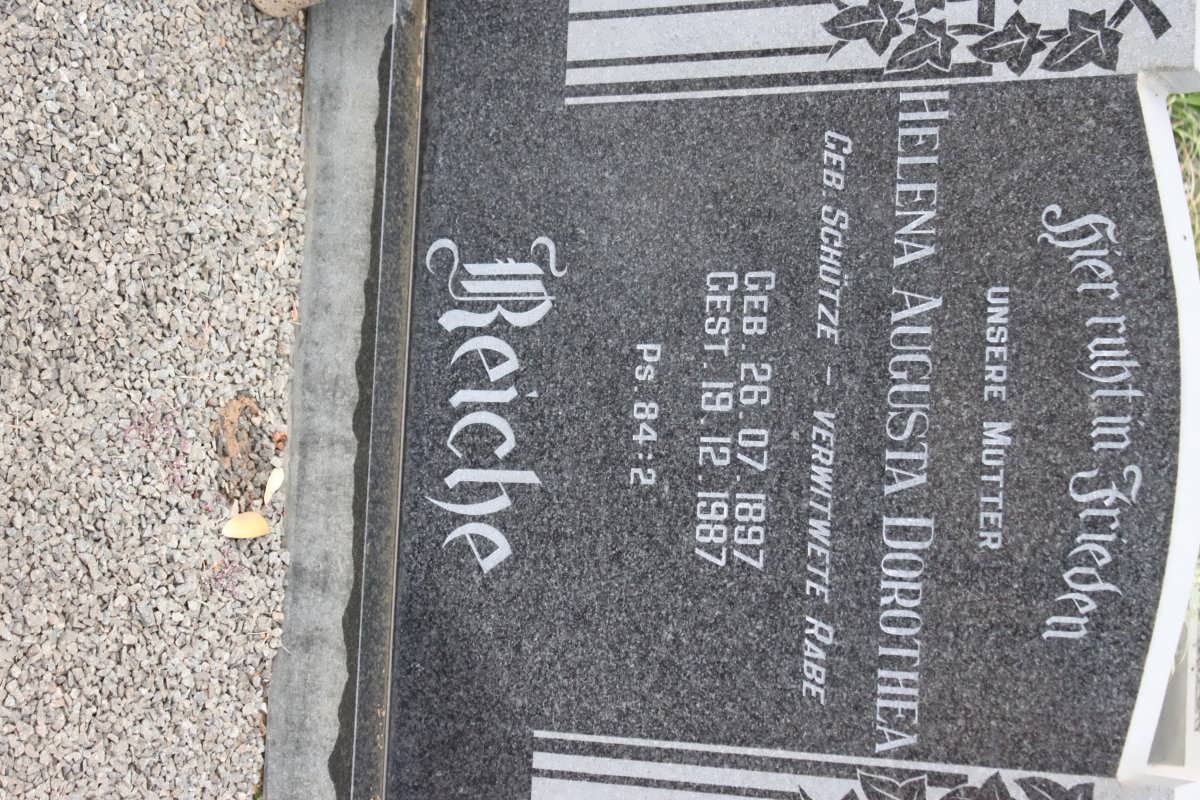 Hier ruht in Frieden
UNSERE MUTTER
HELENA AUGUSTA DOROTHEA
GEB. SCHÜTZE – VERWITWETE RABE
GEB. 26.07.1897
GEST. 19.12.1987
PS 84:2
Reiche